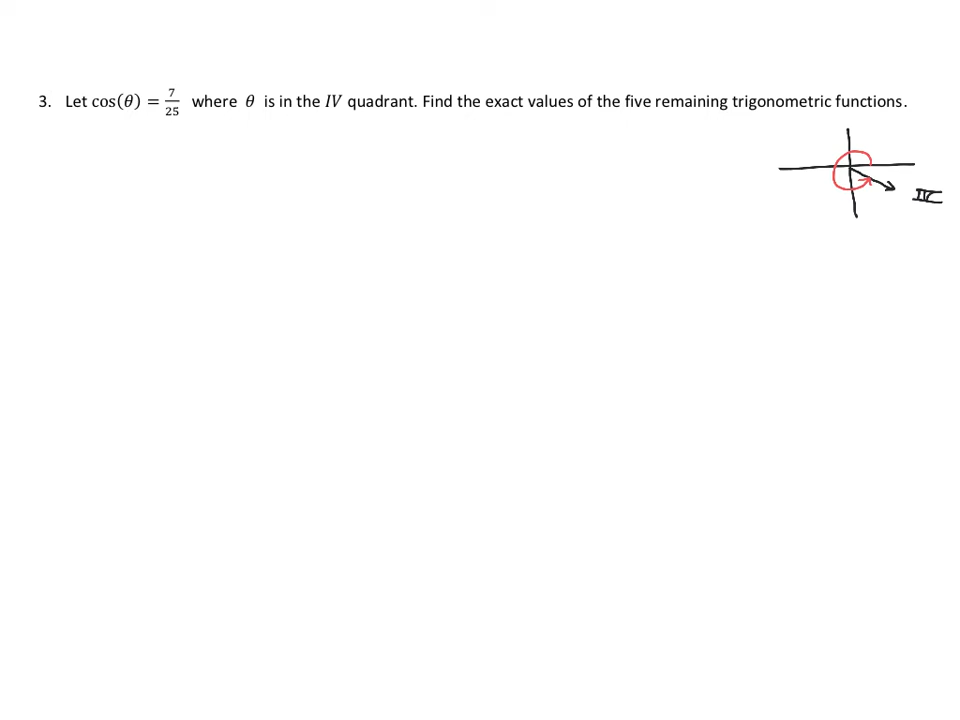 3. Let cos(θ) = 7/25 where θ is in the IV quadrant. Find the exact values of the five remaining trigonometric functions.
IV